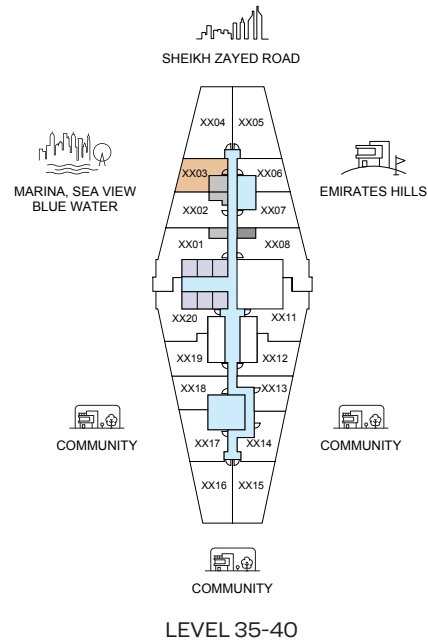 SHEIKH ZAYED ROAD
XX04 XX05
XX03 XX06
MARINA, SEA VIEW
BLUE WATER
EMIRATES HILLS
XX02 XX07
XX01 XX08
XX20 XX11
XX19 XX12
XX18 XX13
COMMUNITY
COMMUNITY
XX17 XX14
XX16 XX15
COMMUNITY
LEVEL 35-40